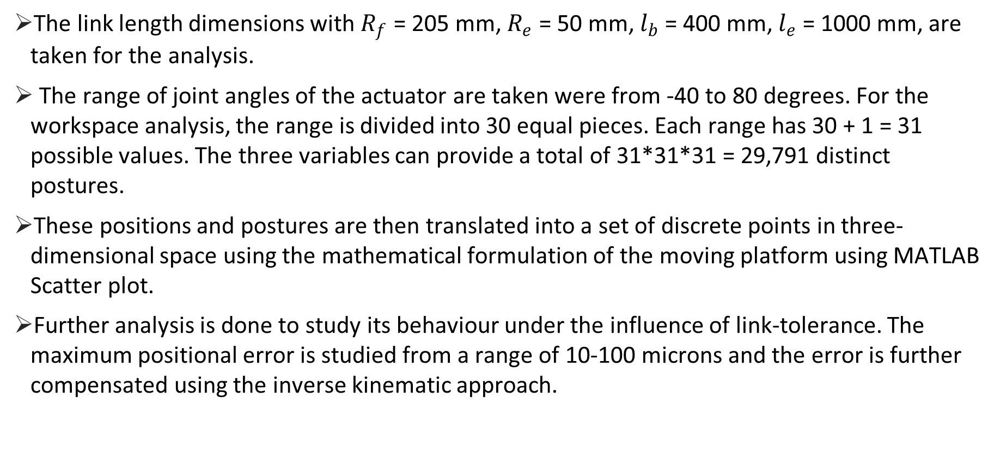 ➢The link length dimensions with R_f = 205 mm, R_e = 50 mm, l_b = 400 mm, l_e = 1000 mm, are
taken for the analysis.
➢ The range of joint angles of the actuator are taken were from -40 to 80 degrees. For the
workspace analysis, the range is divided into 30 equal pieces. Each range has 30 + 1 = 31
possible values. The three variables can provide a total of 31*31*31 = 29,791 distinct
postures.
➢These positions and postures are then translated into a set of discrete points in three-
dimensional space using the mathematical formulation of the moving platform using MATLAB
Scatter plot.
➢Further analysis is done to study its behaviour under the influence of link-tolerance. The
maximum positional error is studied from a range of 10-100 microns and the error is further
compensated using the inverse kinematic approach.